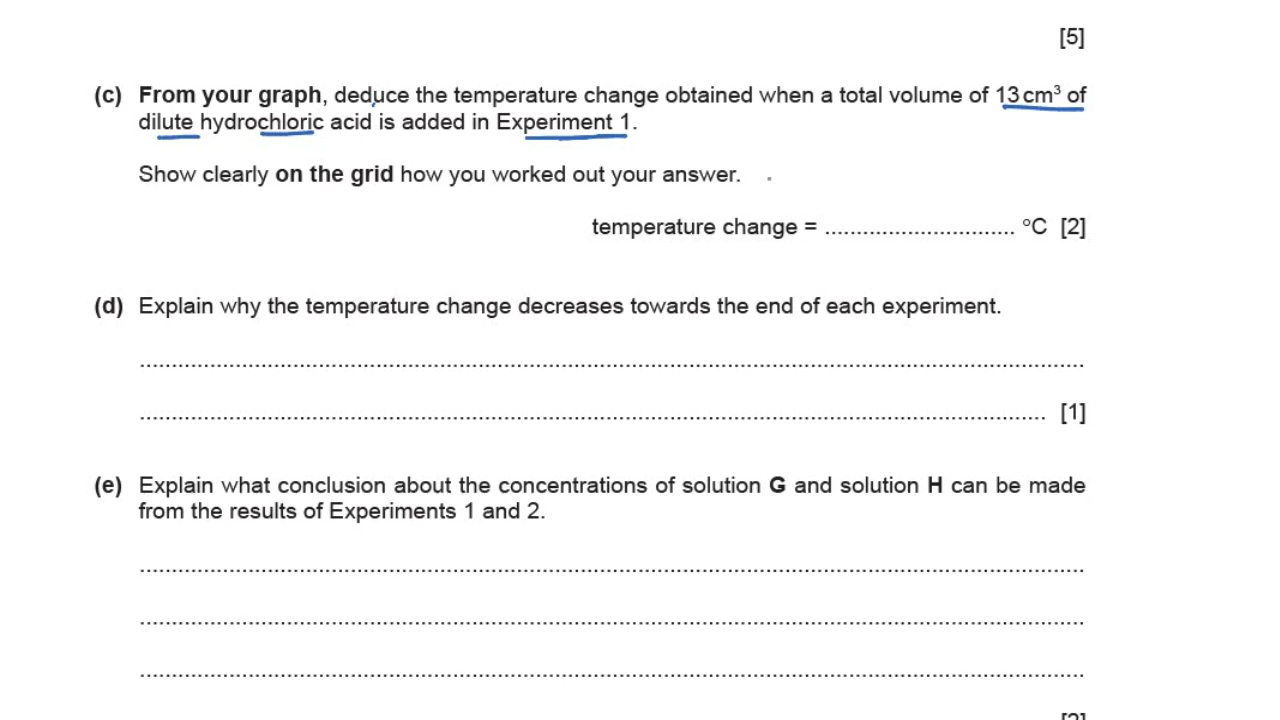 [5]
(c) From your graph, deduce the temperature change obtained when a total volume of 13 cm³ of
dilute hydrochloric acid is added in Experiment 1.
Show clearly on the grid how you worked out your answer.
temperature change = .............................. °C [2]
(d) Explain why the temperature change decreases towards the end of each experiment.
......................................................................................................................................................
................................................................................................................................................ [1]
(e) Explain what conclusion about the concentrations of solution G and solution H can be made
from the results of Experiments 1 and 2.
......................................................................................................................................................
......................................................................................................................................................
......................................................................................................................................................